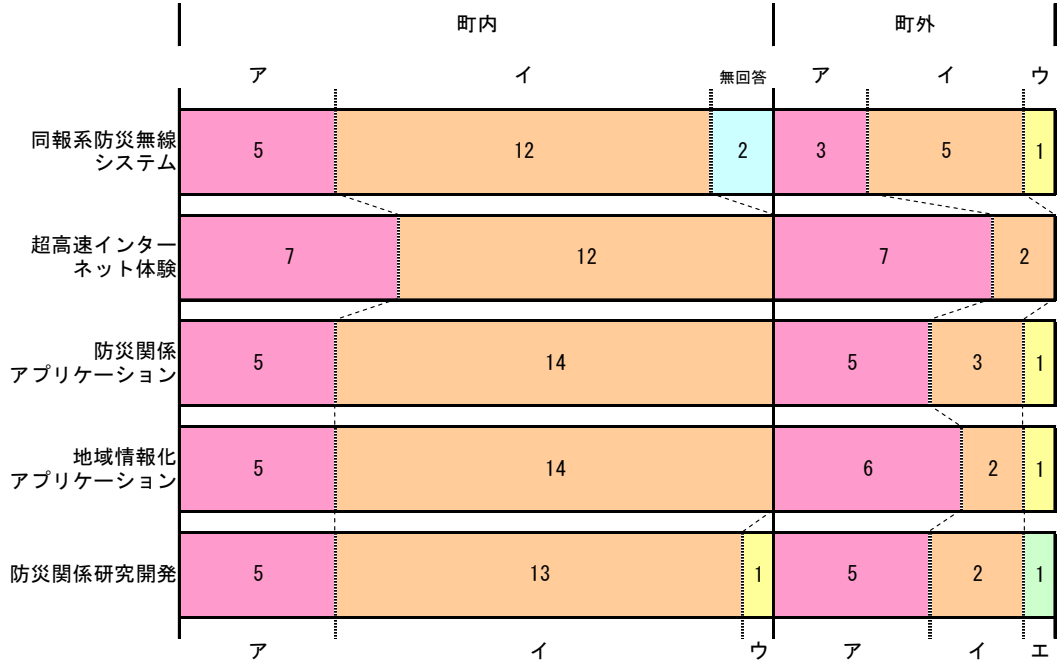 町内 町外
ア イ 無回答 ア イ ウ
同報系防災無線
システム
5 12 2 3 5 1
超高速インター
ネット体験
7 12 7 2
防災関係
アプリケーション
5 14 5 3 1
地域情報化
アプリケーション
5 14 6 2 1
防災関係研究開発
5 13 1 5 2 1
ア イ ウ ア イ エ